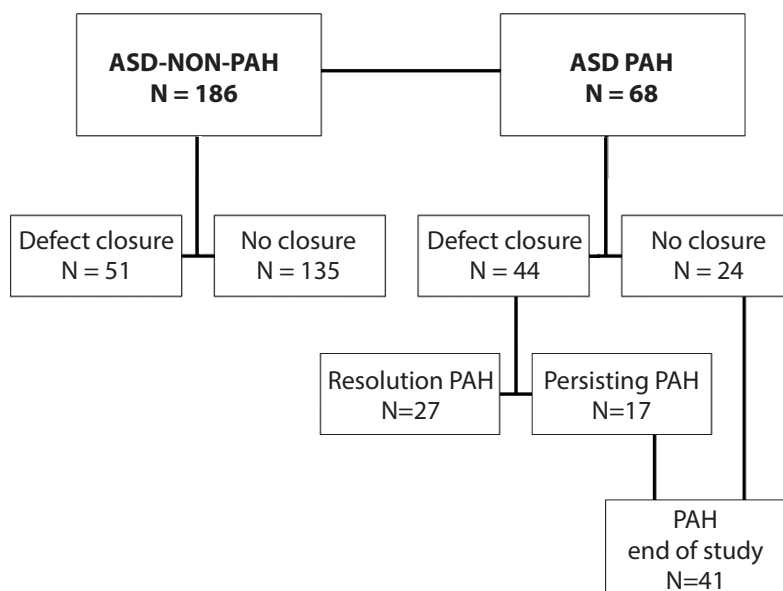 ASD-NON-PAH
N = 186
ASD PAH
N = 68
Defect closure
N = 51
No closure
N = 135
Defect closure
N = 44
No closure
N = 24
Resolution PAH
N=27
Persisting PAH
N=17
PAH
end of study
N=41